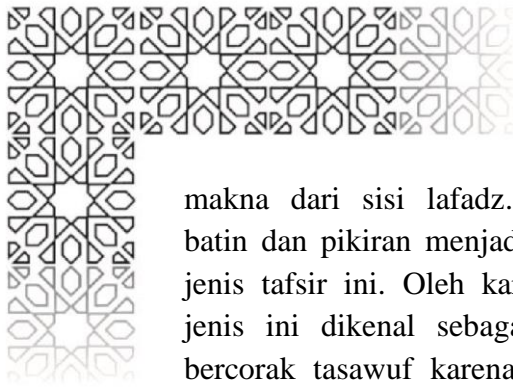 makna dari sisi lafadz.
batin dan pikiran menjad
jenis tafsir ini. Oleh kar
jenis ini dikenal sebaga
bercorak tasawuf karena